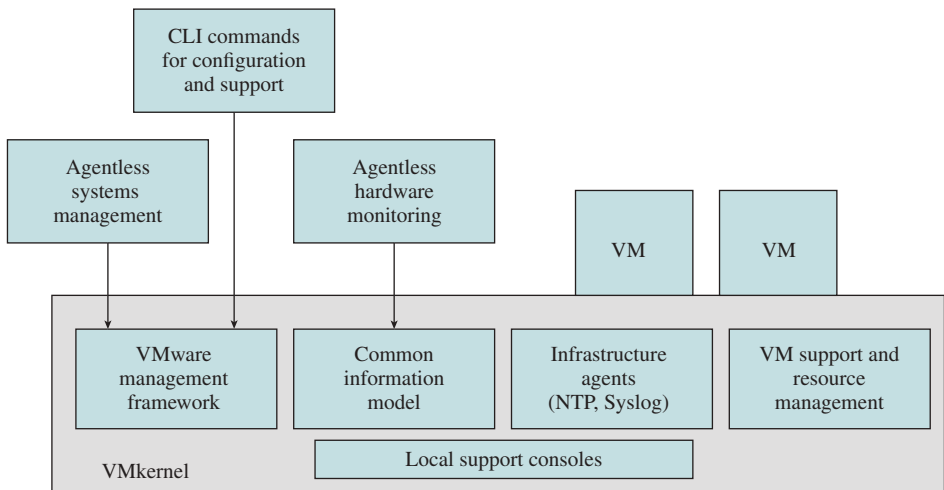 CLI commands
for configuration
and support
Agentless
systems
management
Agentless
hardware
monitoring
VM
VM
VMware
management
framework
Common
information
model
Infrastructure
agents
(NTP, Syslog)
VM support and
resource
management
Local support consoles
VMkernel